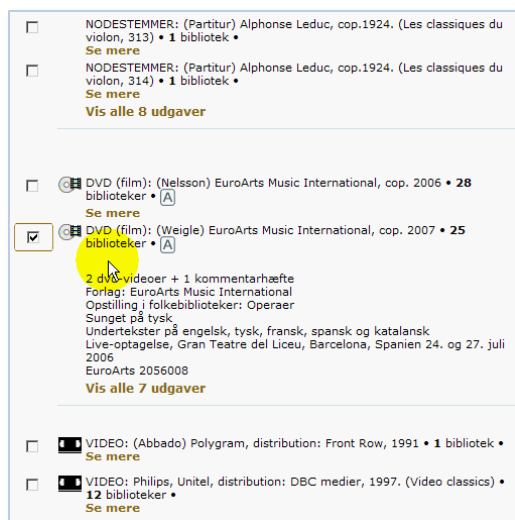 NODESTEMMER: (Partitur) Alphonse Leduc, cop.1924. (Les classiques du
violon, 313) • 1 bibliotek •
Se mere
NODESTEMMER: (Partitur) Alphonse Leduc, cop.1924. (Les classiques du
violon, 314) • 1 bibliotek •
Se mere
Vis alle 8 udgaver
DVD (film): (Nelsson) EuroArts Music International, cop. 2006 • 28
biblioteker • A
Se mere
DVD (film): (Weigle) EuroArts Music International, cop. 2007 • 25
biblioteker • A
2 dvd-videoer + 1 kommentarhæfte
Forlag: EuroArts Music International
Opstilling i folkebiblioteker: Operaer
Sunget på tysk
Undertekster på engelsk, tysk, fransk, spansk og katalansk
Live-optagelse, Gran Teatre del Liceu, Barcelona, Spanien 24. og 27. juli
2006
EuroArts 2056008
Vis alle 7 udgaver
VIDEO: (Abbado) Polygram, distribution: Front Row, 1991 • 1 bibliotek •
Se mere
VIDEO: Philips, Unitel, distribution: DBC medier, 1997. (Video classics) •
12 biblioteker •
Se mere